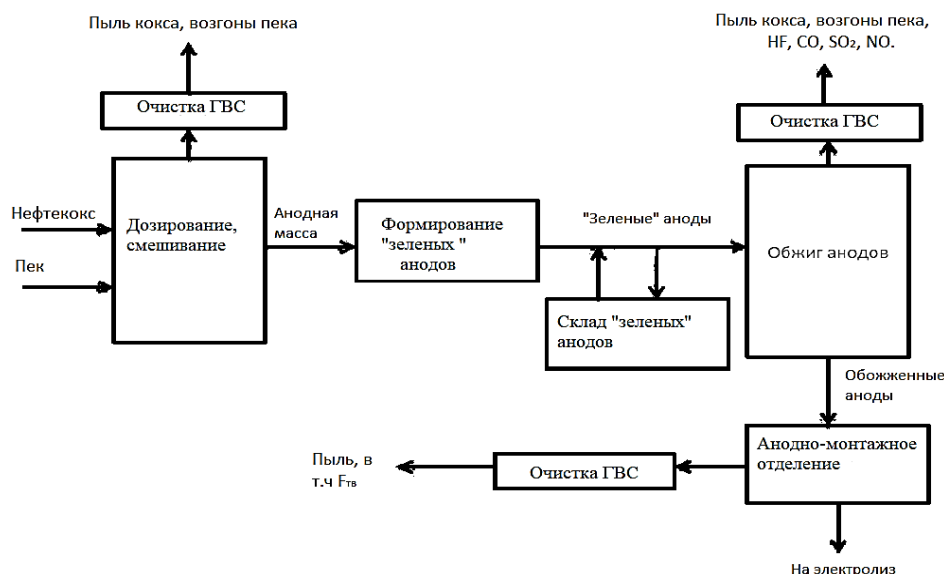 Пыль кокса, возгоны пека
Пыль кокса, возгоны пека,
HF, CO, SO₂, NO.
Очистка ГВС
Очистка ГВС
Нефтекокс
Пек
Дозирование,
смешивание
Анодная
масса
Формирование
"зеленых "
анодов
"Зеленые" аноды
Склад "зеленых"
анодов
Обжиг анодов
Обожженные
аноды
Анодно-монтажное
отделение
Очистка ГВС
Пыль, в
т.ч Fтв
На электролиз